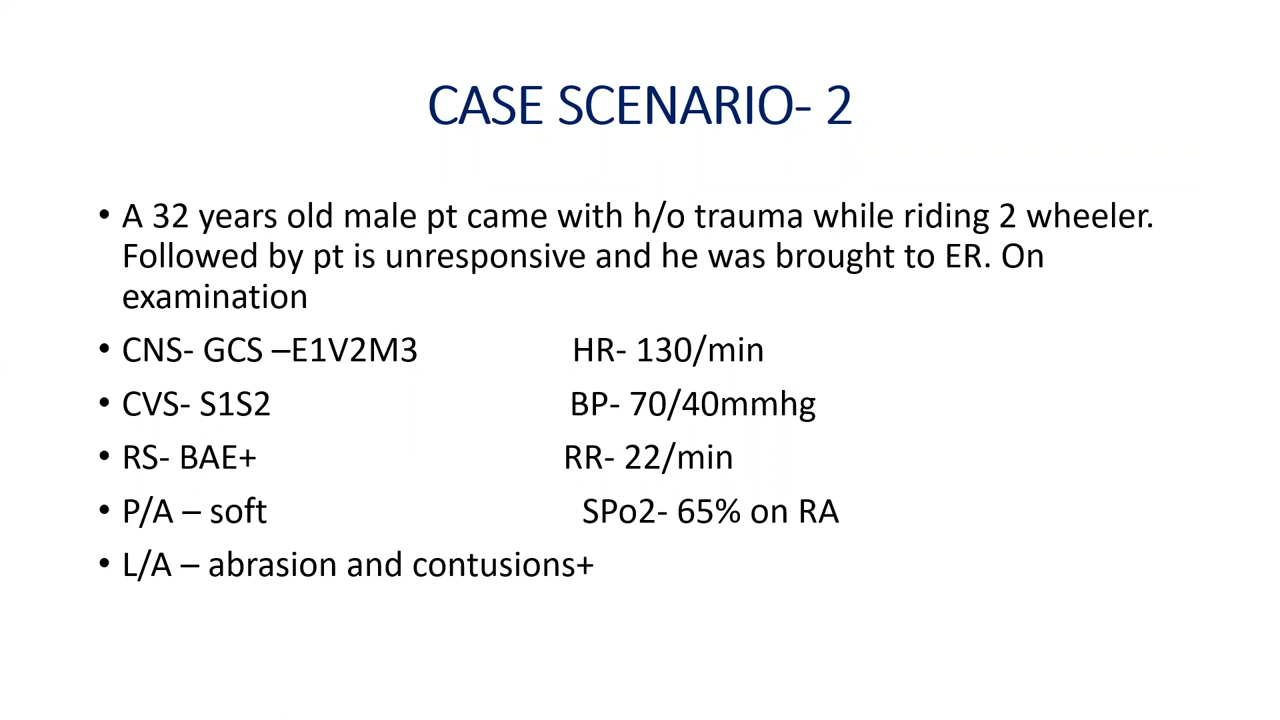 CASE SCENARIO- 2
• A 32 years old male pt came with h/o trauma while riding 2 wheeler.
Followed by pt is unresponsive and he was brought to ER. On
examination
• CNS- GCS –E1V2M3 HR- 130/min
• CVS- S1S2 BP- 70/40mmhg
• RS- BAE+ RR- 22/min
• P/A – soft SPo2- 65% on RA
• L/A – abrasion and contusions+